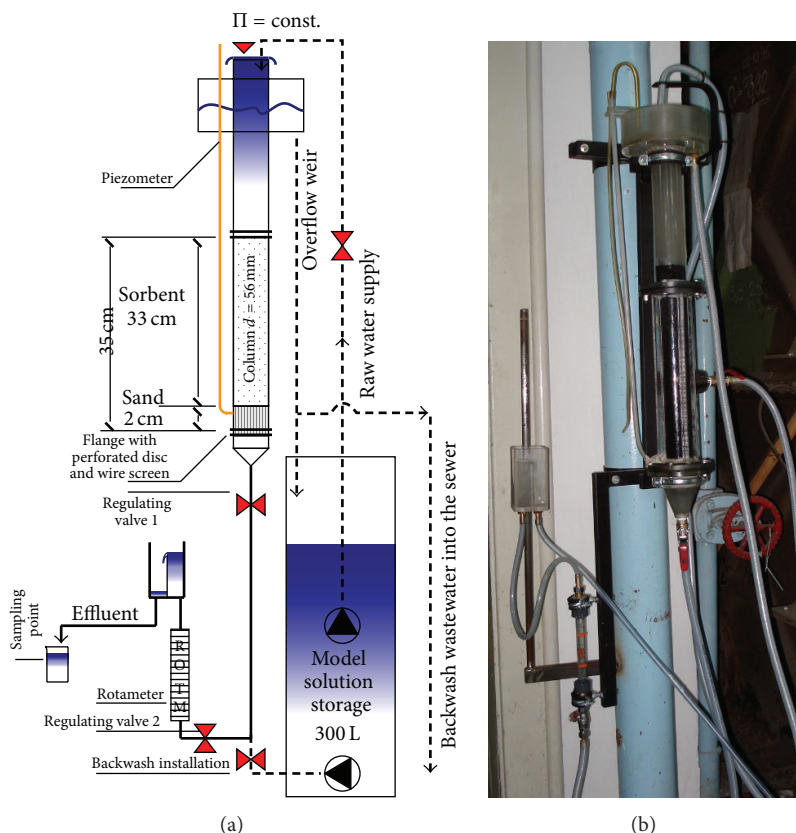 Π = const.
Piezometer
Overflow weir
Raw water supply
Sorbent
33 cm
35 cm
Column d = 56 mm
Sand
2 cm
Flange with
perforated disc
and wire screen
Regulating
valve 1
Effluent
Sampling
point
ROTM
Rotameter
Regulating valve 2
Backwash installation
Model
solution
storage
300 L
Backwash wastewater into the sewer
(a)
(b)